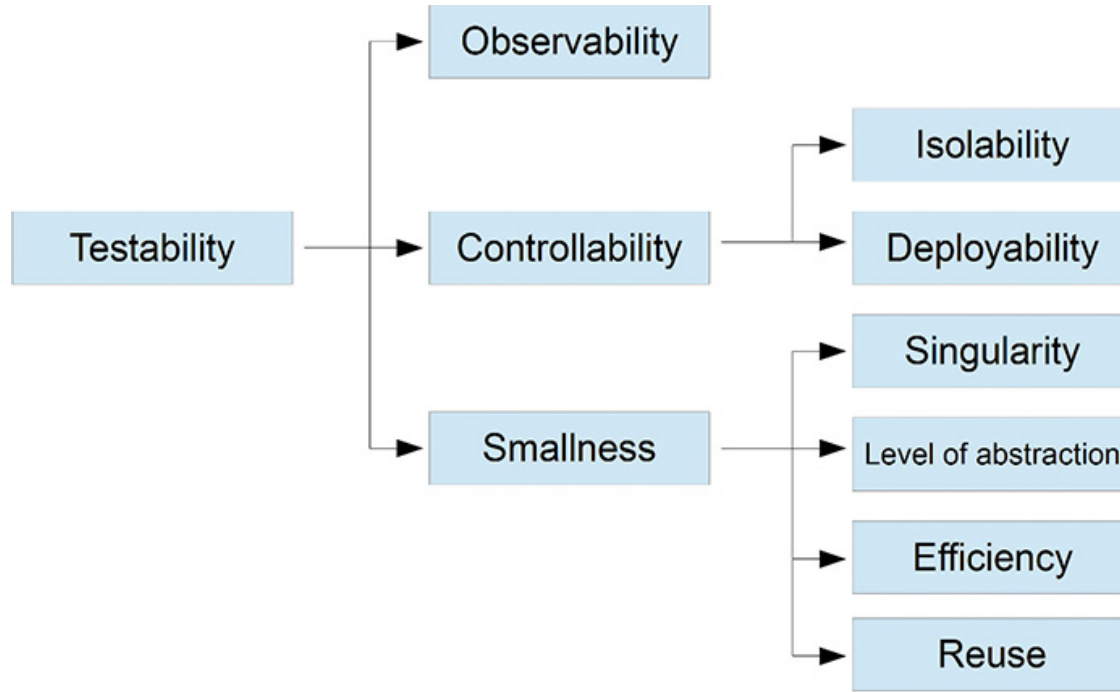 Observability
Isolability
Testability
Controllability
Deployability
Singularity
Smallness
Level of abstraction
Efficiency
Reuse